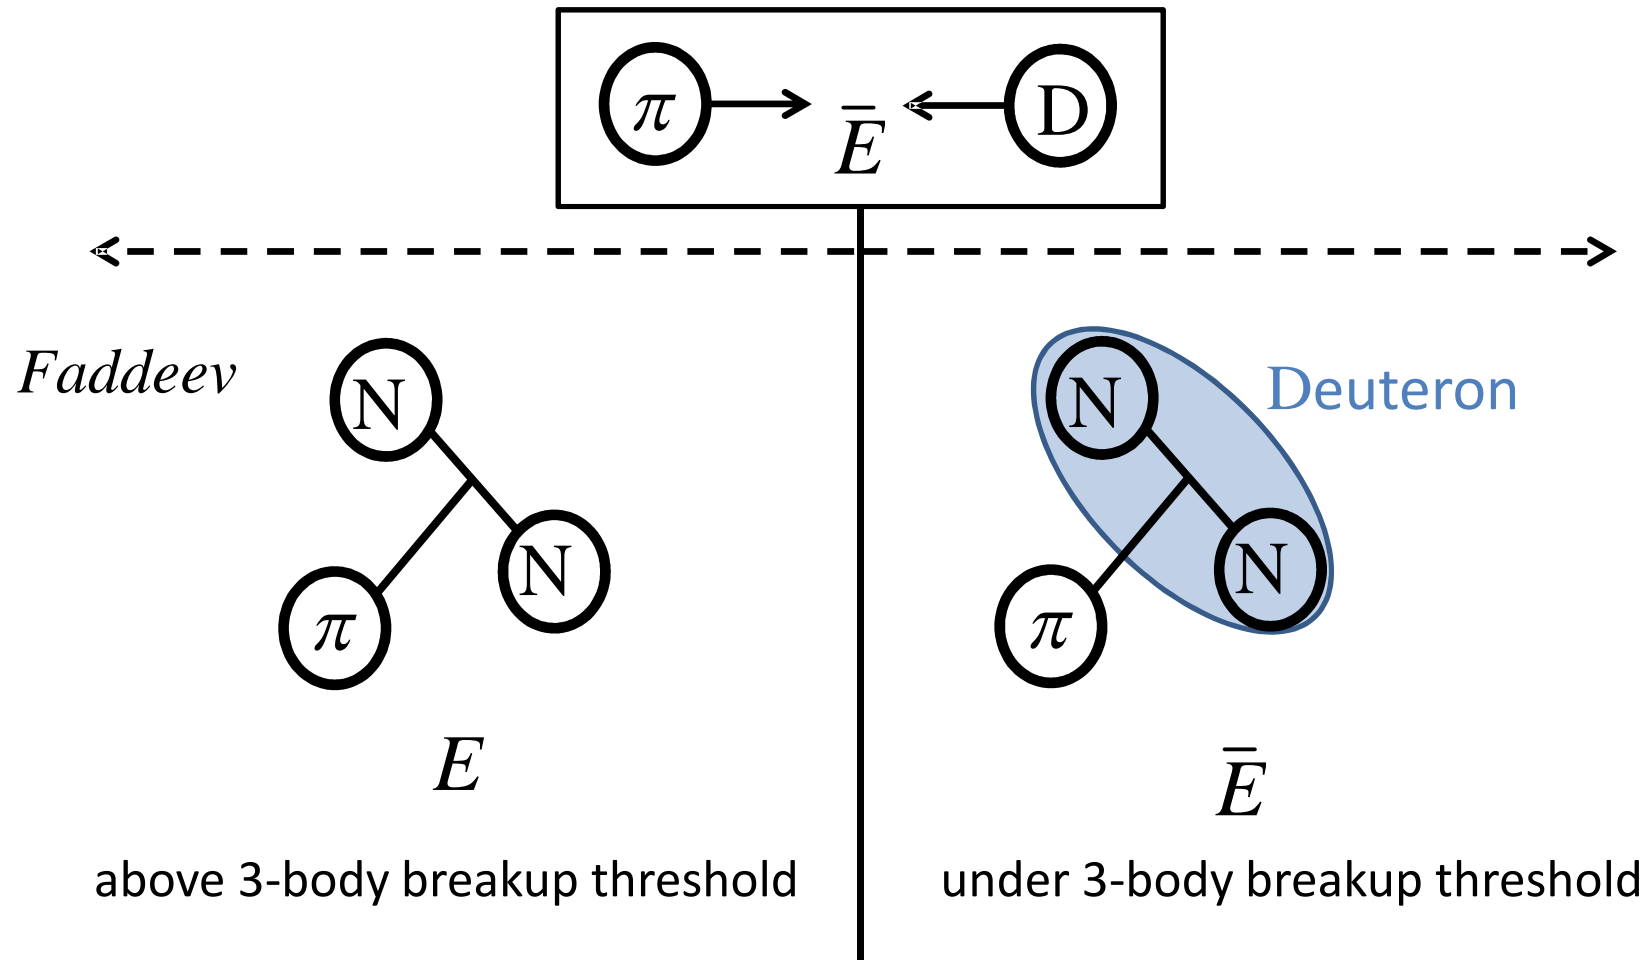 π E̅ D
Faddeev
N
N
π
E
above 3-body breakup threshold
Deuteron
N
N
π
E̅
under 3-body breakup threshold